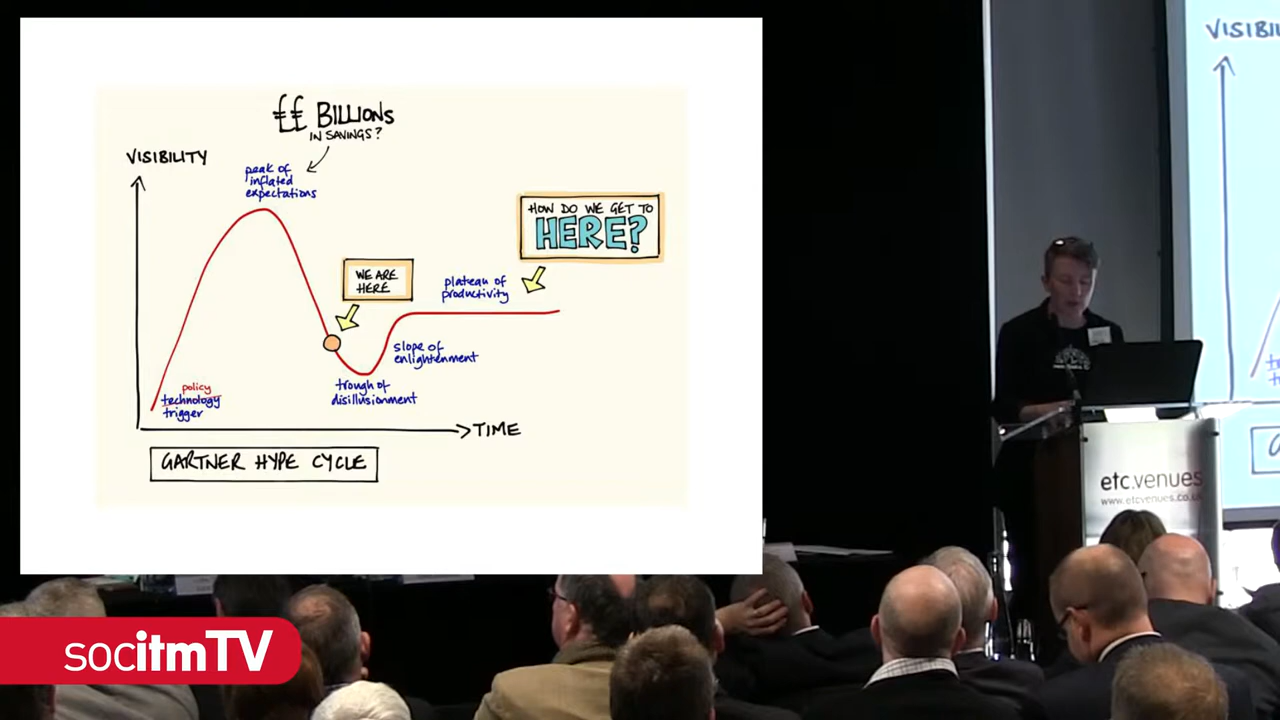 ££ BILLIONS
IN SAVINGS?
VISIBILITY
peak of
inflated
expectations
HOW DO WE GET TO
HERE?
WE ARE
HERE
plateau of
productivity
slope of
enlightenment
trough of
disillusionment
policy
technology
trigger
TIME
GARTNER HYPE CYCLE
VISIBIL
etc.venues
www.etcvenues.co.uk
socitmTV